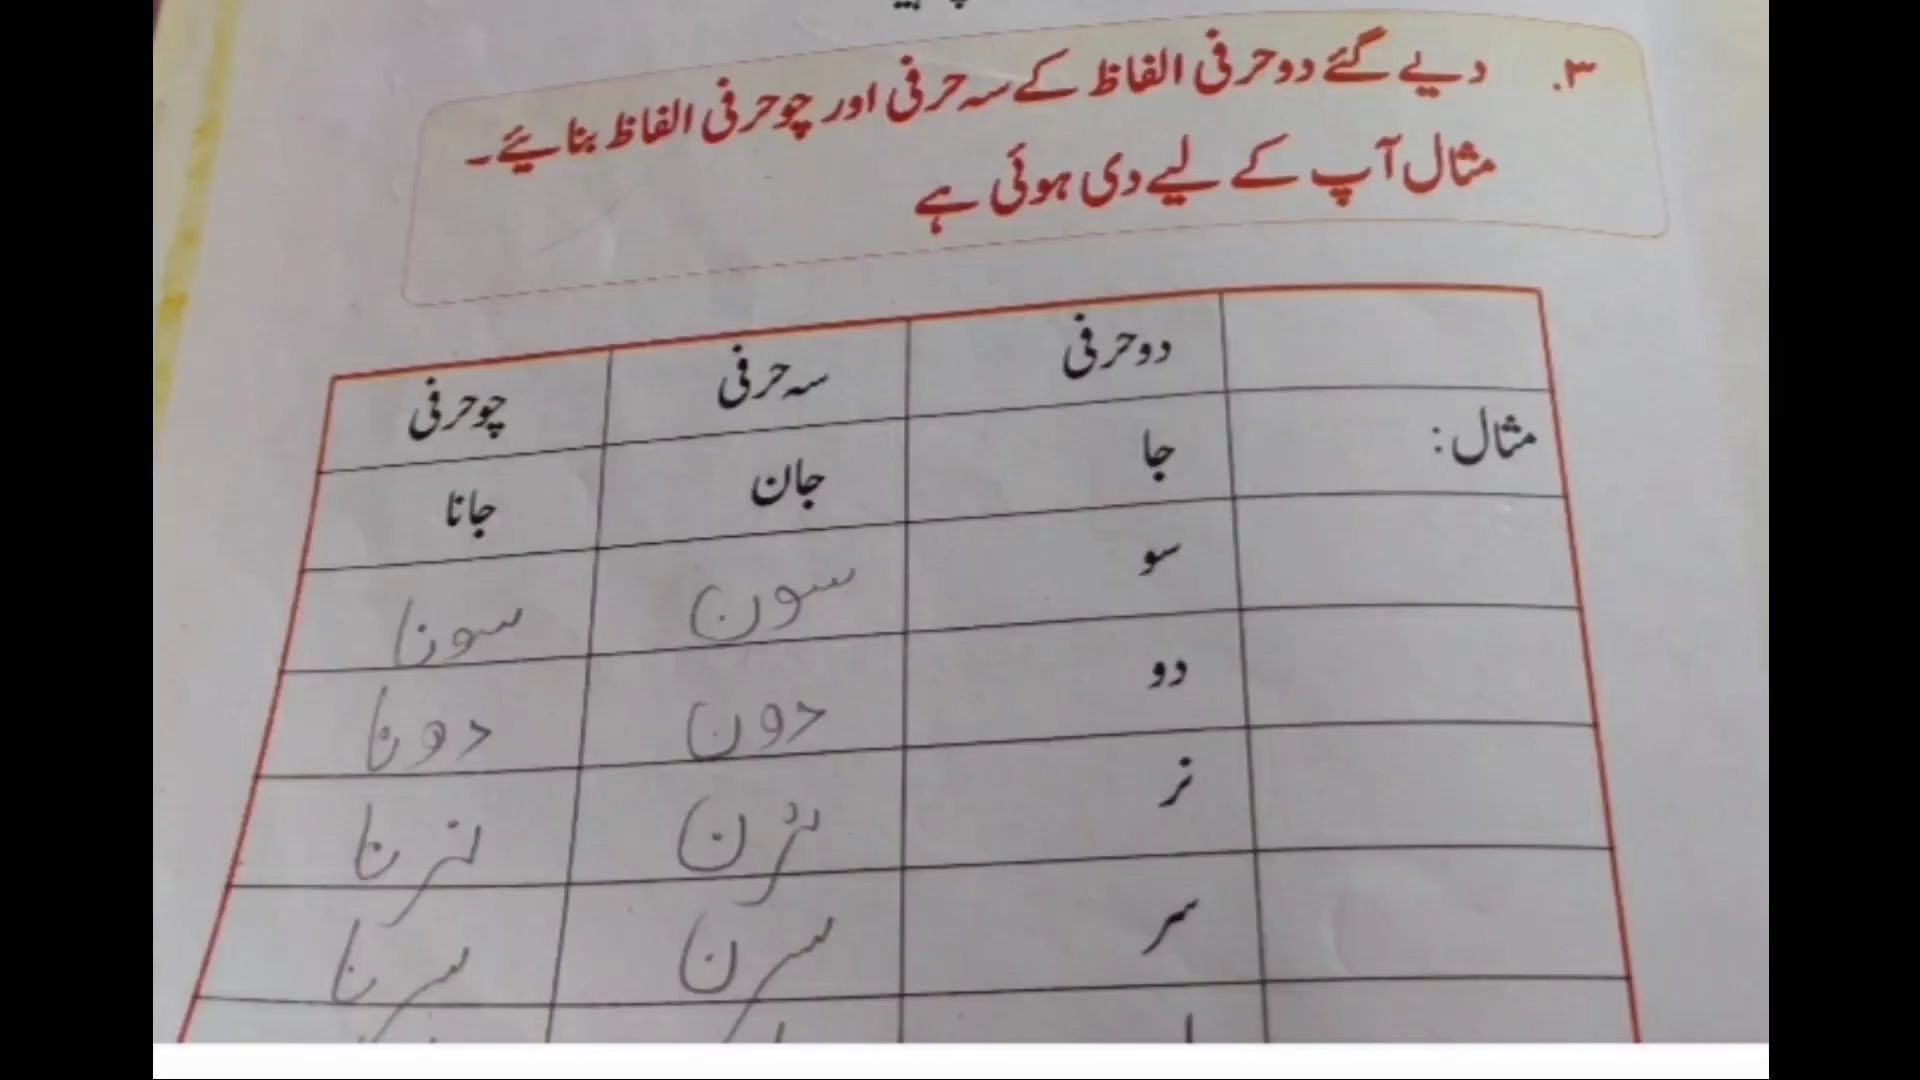 ۳۔ دیے گئے دو حرفی الفاظ کے سہ حرفی اور چو حرفی الفاظ بنائیے۔
مثال آپ کے لیے دی ہوئی ہے
دو حرفی سہ حرفی چو حرفی
مثال: جا جان جانا
سو سون سونا
دو دون دونا
نر نرن نرنا
سر سرن سرنا